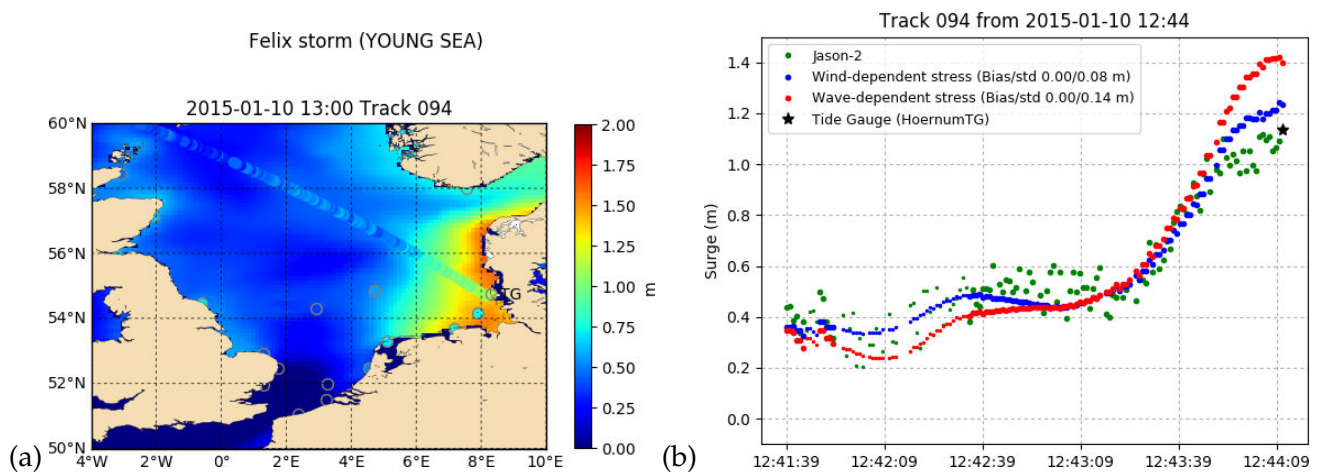 Felix storm (YOUNG SEA)
2015-01-10 13:00 Track 094
60°N
58°N
56°N
54°N
52°N
50°N
4°W 2°W 0° 2°E 4°E 6°E 8°E 10°E
TG
2.00
1.75
1.50
1.25
1.00
0.75
0.50
0.25
0.00
m
(a)
Track 094 from 2015-01-10 12:44
Jason-2
Wind-dependent stress (Bias/std 0.00/0.08 m)
Wave-dependent stress (Bias/std 0.00/0.14 m)
Tide Gauge (HoernumTG)
Surge (m)
1.4
1.2
1.0
0.8
0.6
0.4
0.2
0.0
12:41:39 12:42:09 12:42:39 12:43:09 12:43:39 12:44:09
(b)